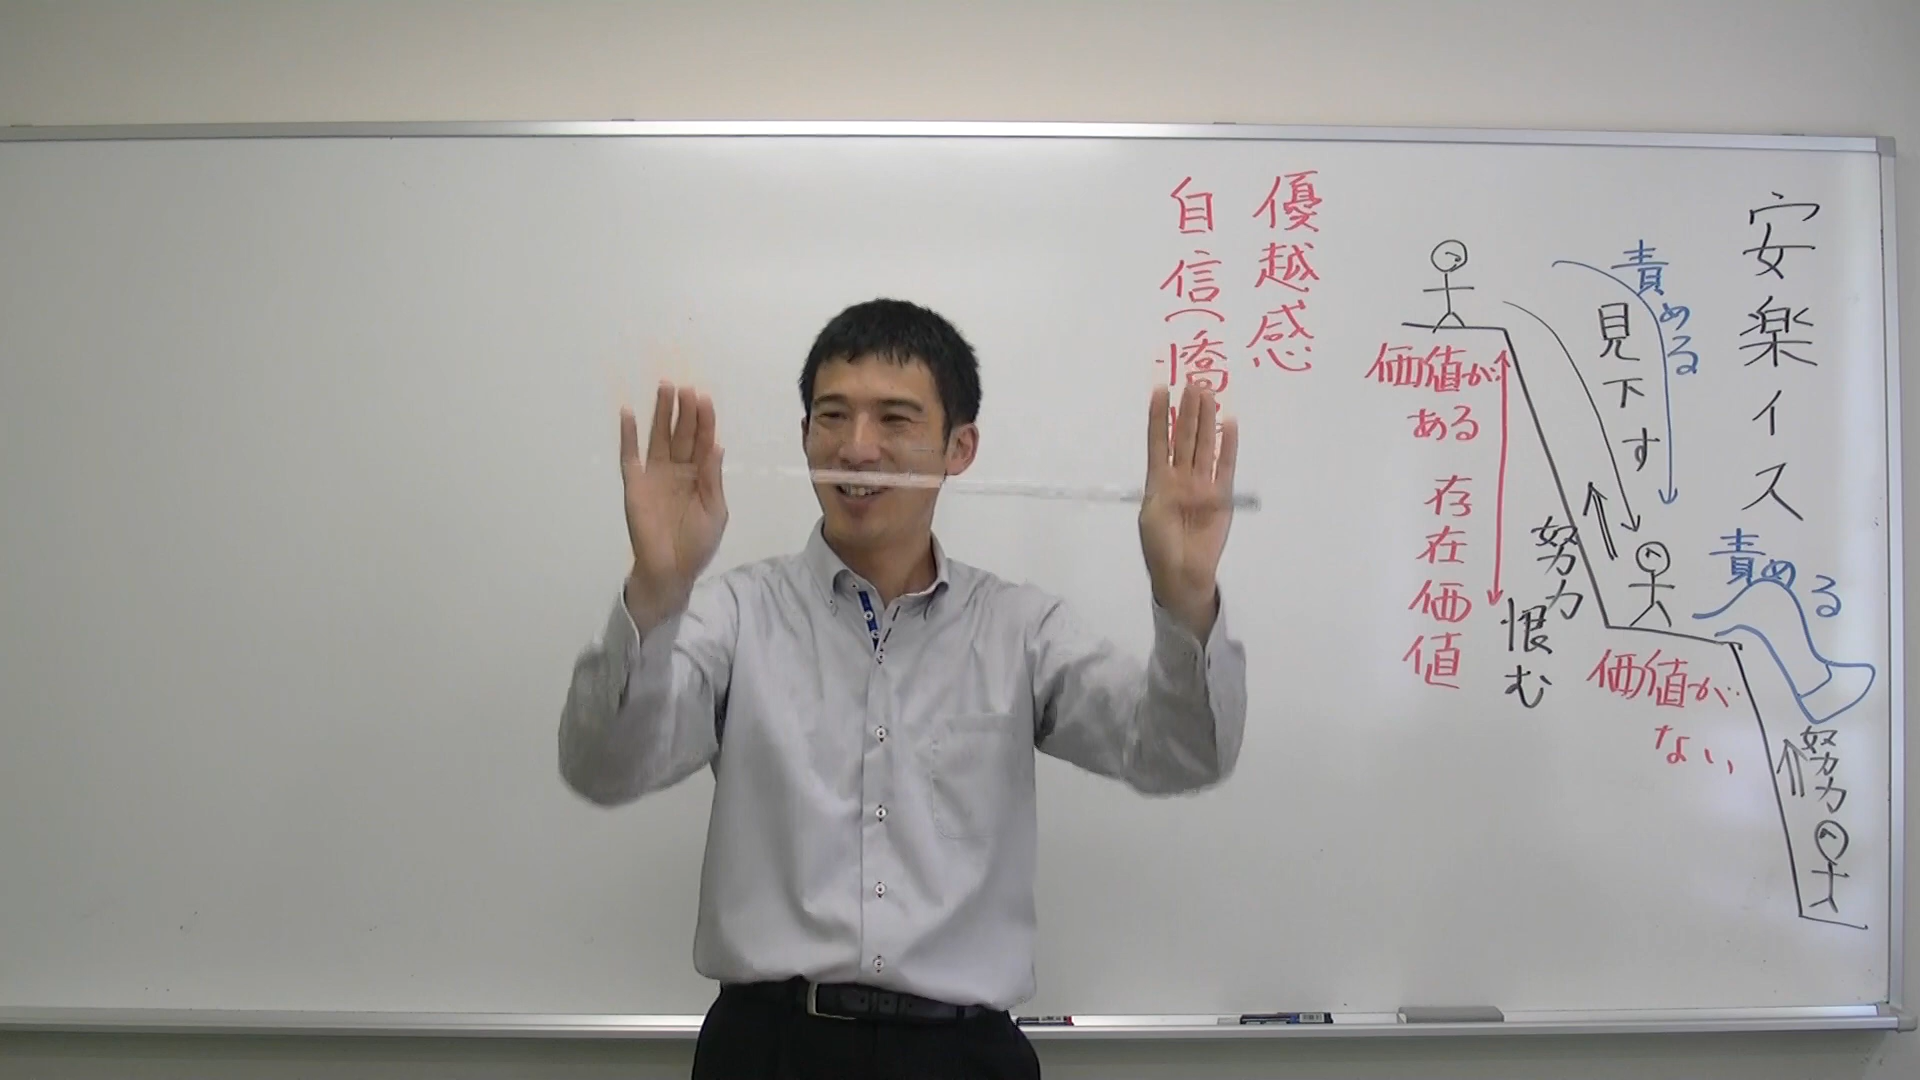 安楽イス
責める
見下す
努力
恨む
責める
努力
価値が
ある
存在価値
価値が
ない
優越感
自信（憍